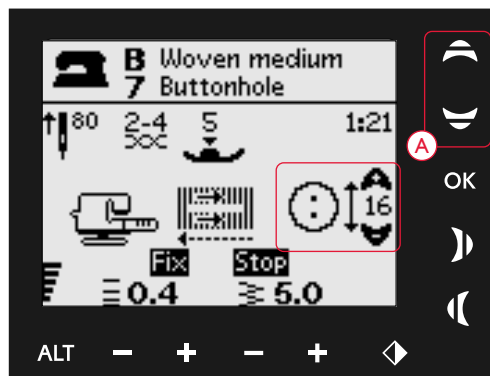 B Woven medium
7 Buttonhole
80 2-4 5 1:21
A
OK
16
Fix Stop
0.4 5.0
ALT - + - +